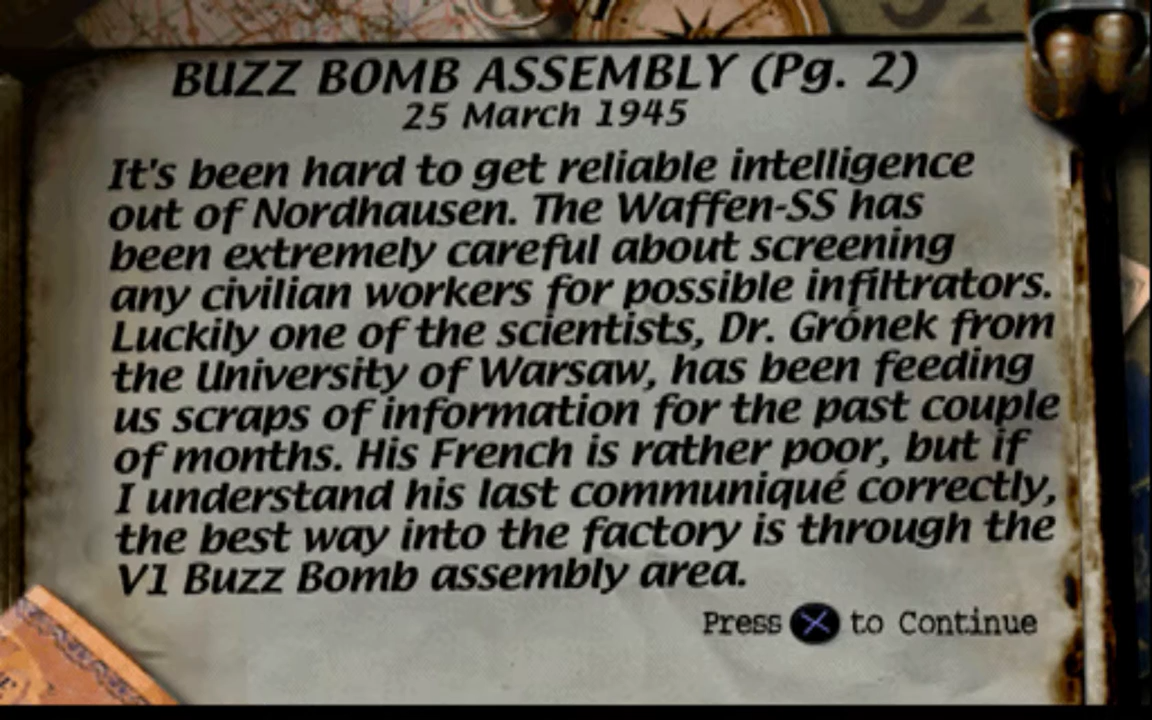 BUZZ BOMB ASSEMBLY (Pg. 2)
25 March 1945
It's been hard to get reliable intelligence
out of Nordhausen. The Waffen-SS has
been extremely careful about screening
any civilian workers for possible infiltrators.
Luckily one of the scientists, Dr. Grónek from
the University of Warsaw, has been feeding
us scraps of information for the past couple
of months. His French is rather poor, but if
I understand his last communiqué correctly,
the best way into the factory is through the
V1 Buzz Bomb assembly area.
Press X to Continue